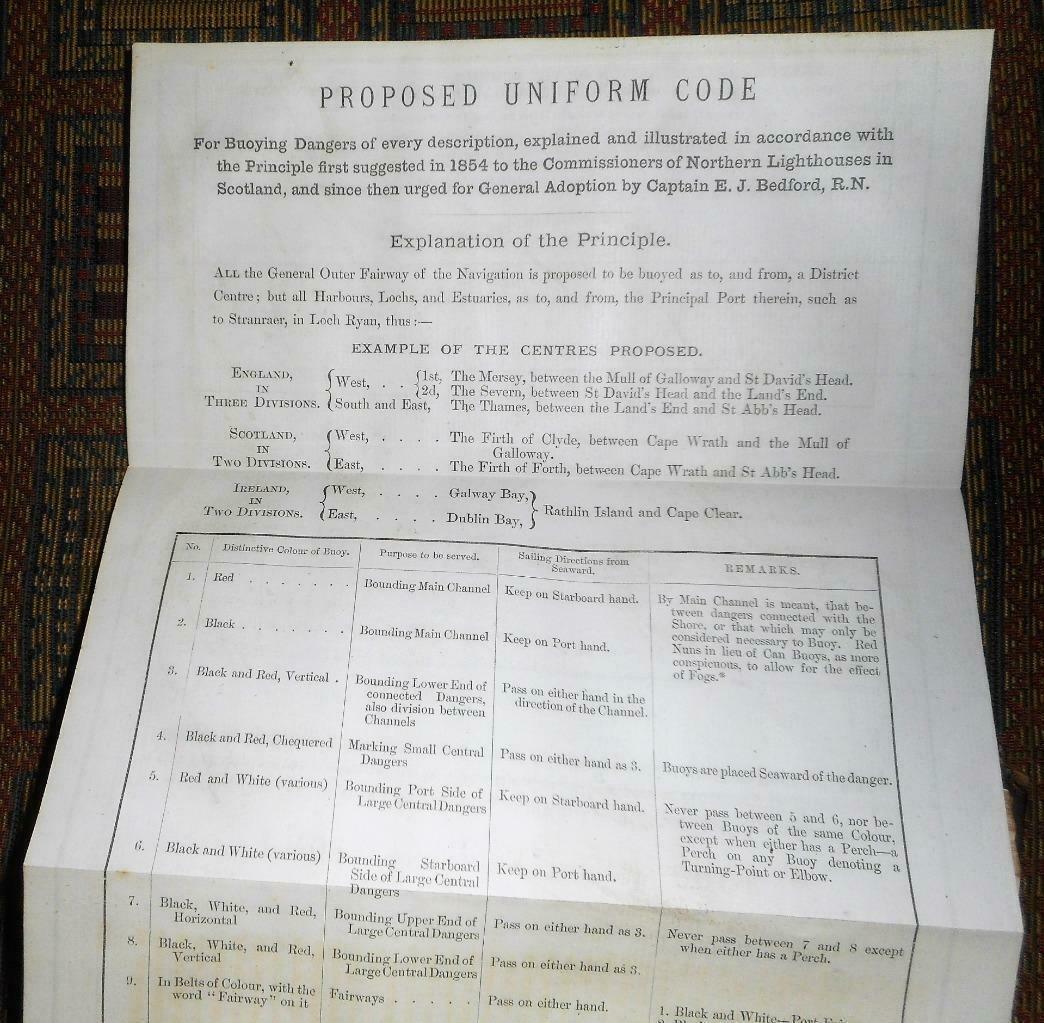 PROPOSED UNIFORM CODE
For Buoying Dangers of every description, explained and illustrated in accordance with
the Principle first suggested in 1854 to the Commissioners of Northern Lighthouses in
Scotland, and since then urged for General Adoption by Captain E. J. Bedford, R.N.
Explanation of the Principle.
ALL the General Outer Fairway of the Navigation is proposed to be buoyed as to, and from, a District
Centre; but all Harbours, Lochs, and Estuaries, as to, and from, the Principal Port therein, such as
to Stranraer, in Loch Ryan, thus:—
EXAMPLE OF THE CENTRES PROPOSED.
ENGLAND,
IN
THREE DIVISIONS.
West, . . 1st, The Mersey, between the Mull of Galloway and St David's Head.
2d, The Severn, between St David's Head and the Land's End.
South and East, The Thames, between the Land's End and St Abb's Head.
SCOTLAND,
IN
TWO DIVISIONS.
West, . . . . The Firth of Clyde, between Cape Wrath and the Mull of
Galloway.
East, . . . . The Firth of Forth, between Cape Wrath and St Abb's Head.
IRELAND,
IN
TWO DIVISIONS.
West, . . . . Galway Bay,
East, . . . . Dublin Bay,
Rathlin Island and Cape Clear.
No. Distinctive Colour of Buoy. Purpose to be served. Sailing Directions from
Seaward. REMARKS.
1. Red . . . . . . . Bounding Main Channel Keep on Starboard hand.
2. Black . . . . . . . Bounding Main Channel Keep on Port hand.
By Main Channel is meant, that be-
tween dangers connected with the
Shore, or that which may only be
considered necessary to Buoy. Red
Nuns in lieu of Can Buoys, as more
conspicuous, to allow for the effect
of Fogs.*
3. Black and Red, Vertical . Bounding Lower End of
connected Dangers,
also division between
Channels
Pass on either hand in the
direction of the Channel.
4. Black and Red, Chequered Marking Small Central
Dangers
Pass on either hand as 3. Buoys are placed Seaward of the danger.
5. Red and White (various) Bounding Port Side of
Large Central Dangers
Keep on Starboard hand.
6. Black and White (various) Bounding Starboard
Side of Large Central
Dangers
Keep on Port hand.
Never pass between 5 and 6, nor be-
tween Buoys of the same Colour,
except when either has a Perch—a
Perch on any Buoy denoting a
Turning-Point or Elbow.
7. Black, White, and Red,
Horizontal
Bounding Upper End of
Large Central Dangers
Pass on either hand as 3.
8. Black, White, and Red,
Vertical
Bounding Lower End of
Large Central Dangers
Pass on either hand as 3.
Never pass between 7 and 8 except
when either has a Perch.
9. In Belts of Colour, with the
word "Fairway" on it
Fairways . . . . . Pass on either hand.
1. Black and White—Port